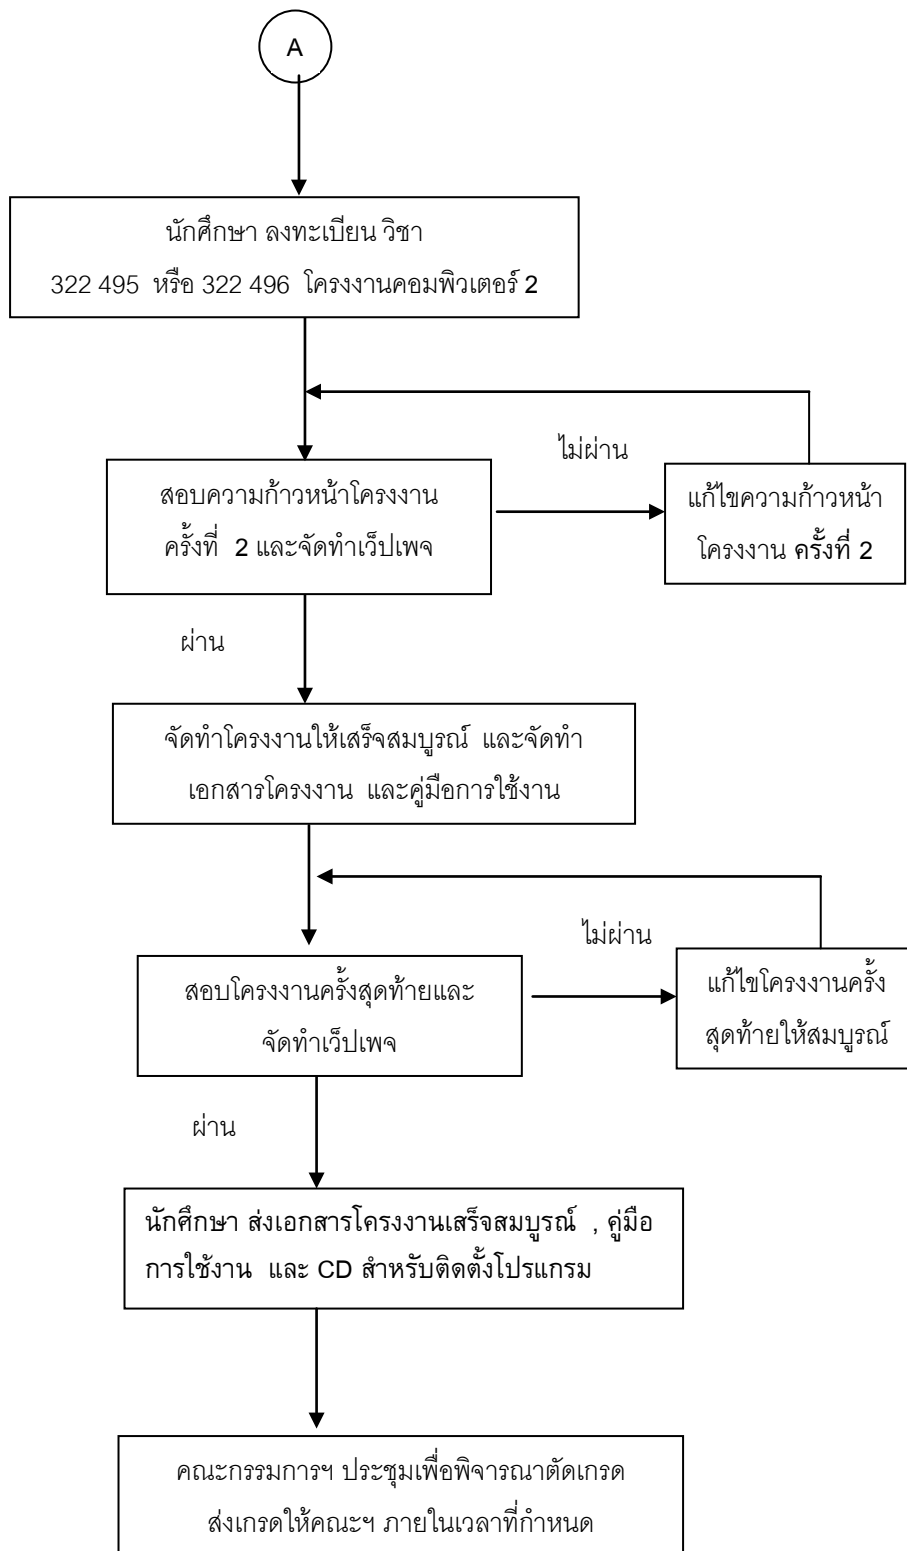 A
นักศึกษา ลงทะเบียน วิชา
322 495 หรือ 322 496 โครงงานคอมพิวเตอร์ 2
ไม่ผ่าน
สอบความก้าวหน้าโครงงาน
ครั้งที่ 2 และจัดทำเว็ปเพจ
แก้ไขความก้าวหน้า
โครงงาน ครั้งที่ 2
ผ่าน
จัดทำโครงงานให้เสร็จสมบูรณ์ และจัดทำ
เอกสารโครงงาน และคู่มือการใช้งาน
ไม่ผ่าน
สอบโครงงานครั้งสุดท้ายและ
จัดทำเว็ปเพจ
แก้ไขโครงงานครั้ง
สุดท้ายให้สมบูรณ์
ผ่าน
นักศึกษา ส่งเอกสารโครงงานเสร็จสมบูรณ์ , คู่มือ
การใช้งาน และ CD สำหรับติดตั้งโปรแกรม
คณะกรรมการฯ ประชุมเพื่อพิจารณาตัดเกรด
ส่งเกรดให้คณะฯ ภายในเวลาที่กำหนด